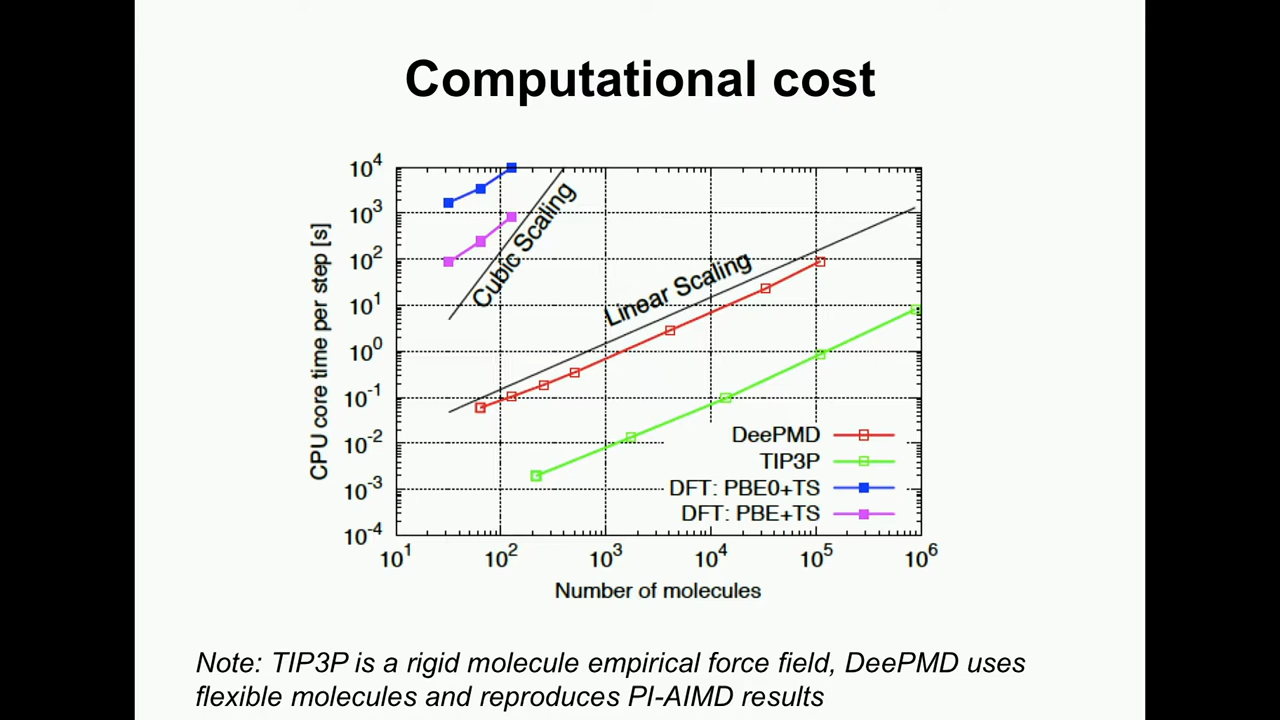 Computational cost
10^4
10^3
10^2
10^1
10^0
10^-1
10^-2
10^-3
10^-4
CPU core time per step [s]
Cubic Scaling
Linear Scaling
DeePMD
TIP3P
DFT: PBE0+TS
DFT: PBE+TS
10^1 10^2 10^3 10^4 10^5 10^6
Number of molecules
Note: TIP3P is a rigid molecule empirical force field, DeePMD uses
flexible molecules and reproduces PI-AIMD results